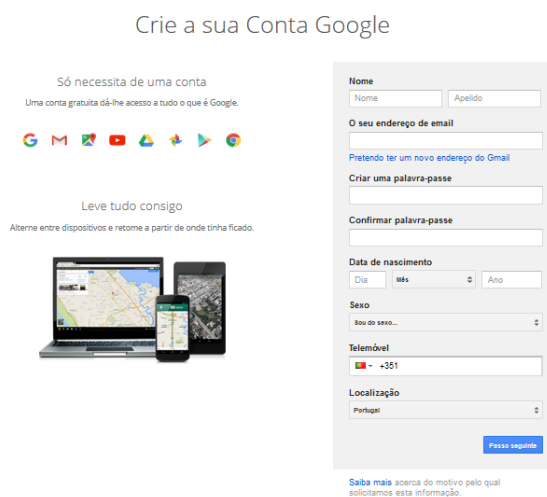 Crie a sua Conta Google
Só necessita de uma conta
Uma conta gratuita dá-lhe acesso a tudo o que é Google.
Leve tudo consigo
Alterne entre dispositivos e retome a partir de onde tinha ficado.
Nome
Nome Apelido
O seu endereço de email
Pretendo ter um novo endereço do Gmail
Criar uma palavra-passe
Confirmar palavra-passe
Data de nascimento
Dia Mês Ano
Sexo
Sou do sexo...
Telemóvel
+351
Localização
Portugal
Passo seguinte
Saiba mais acerca do motivo pelo qual
solicitamos esta informação.